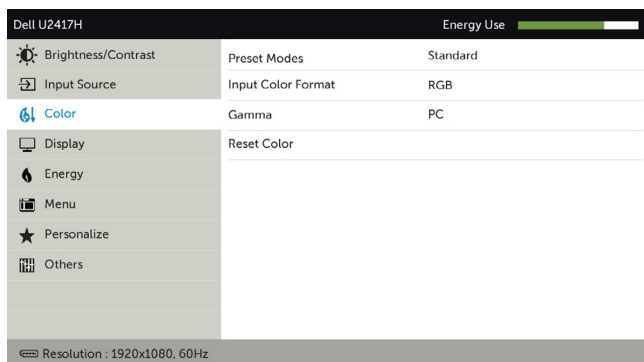 Dell U2417H Energy Use
Brightness/Contrast
Preset Modes Standard
Input Source
Input Color Format RGB
Color
Gamma PC
Display
Reset Color
Energy
Menu
Personalize
Others
Resolution : 1920x1080, 60Hz